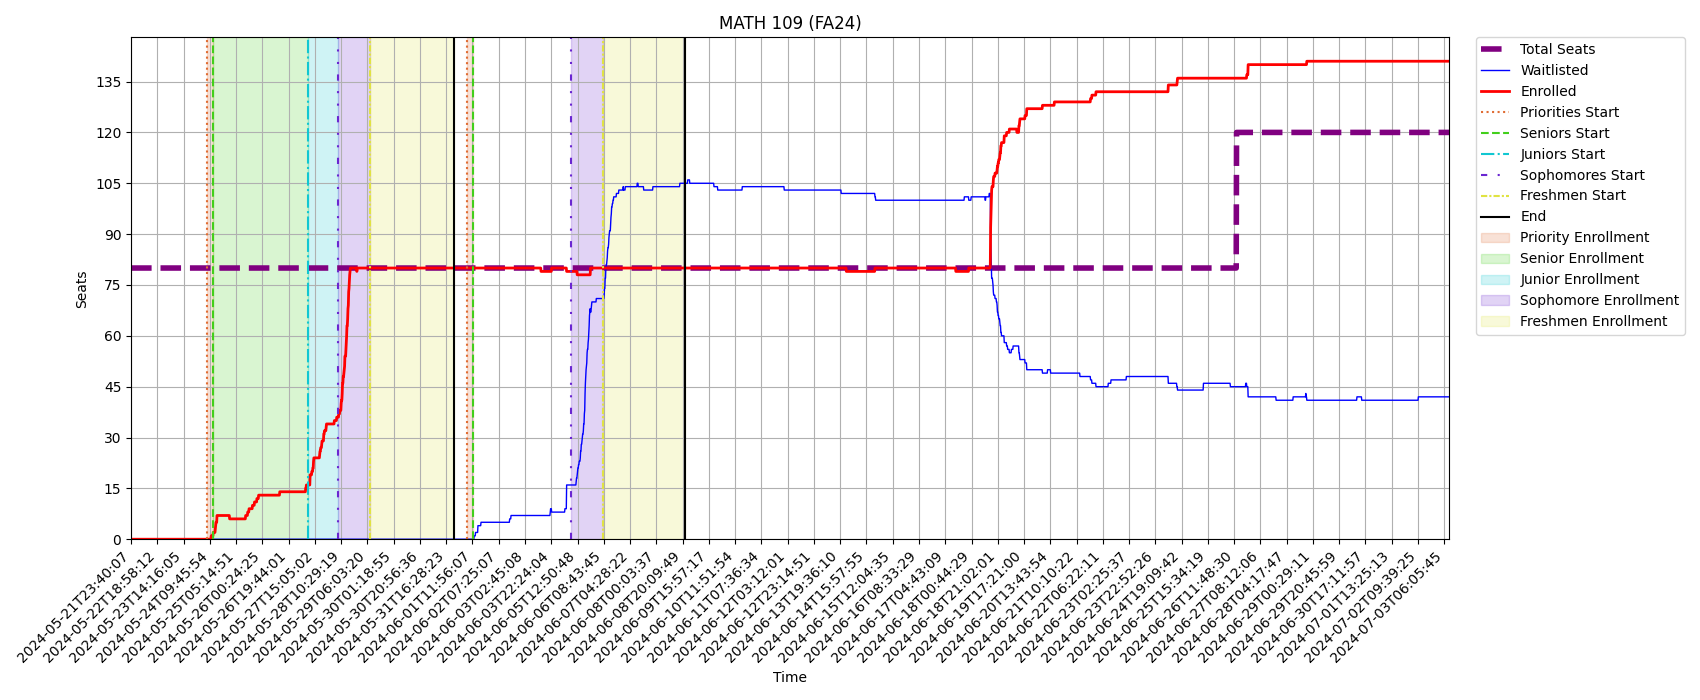 MATH 109 (FA24)
Seats
135
120
105
90
75
60
45
30
15
0
2024-05-21T23:40:07
2024-05-22T18:58:12
2024-05-23T14:16:05
2024-05-24T09:45:54
2024-05-25T05:14:51
2024-05-26T00:24:25
2024-05-26T19:44:01
2024-05-27T15:05:02
2024-05-28T10:29:19
2024-05-29T06:03:20
2024-05-30T01:18:55
2024-05-30T20:56:36
2024-05-31T16:28:23
2024-06-01T11:56:07
2024-06-02T07:25:07
2024-06-03T02:45:08
2024-06-03T22:24:04
2024-06-05T12:50:48
2024-06-06T08:43:45
2024-06-07T04:28:22
2024-06-08T00:03:37
2024-06-08T20:09:49
2024-06-09T15:57:17
2024-06-10T11:51:54
2024-06-11T07:36:34
2024-06-12T03:12:01
2024-06-12T23:14:51
2024-06-13T19:36:10
2024-06-14T15:57:55
2024-06-15T12:04:35
2024-06-16T08:33:29
2024-06-17T04:43:09
2024-06-18T00:44:29
2024-06-18T21:02:01
2024-06-19T17:21:00
2024-06-20T13:43:54
2024-06-21T10:10:22
2024-06-22T06:22:11
2024-06-23T02:25:37
2024-06-23T22:52:26
2024-06-24T19:09:42
2024-06-25T15:34:19
2024-06-26T11:48:30
2024-06-27T08:12:06
2024-06-28T04:17:47
2024-06-29T00:29:11
2024-06-29T20:45:59
2024-06-30T17:11:57
2024-07-01T13:25:13
2024-07-02T09:39:25
2024-07-03T06:05:45
Time
Total Seats
Waitlisted
Enrolled
Priorities Start
Seniors Start
Juniors Start
Sophomores Start
Freshmen Start
End
Priority Enrollment
Senior Enrollment
Junior Enrollment
Sophomore Enrollment
Freshmen Enrollment